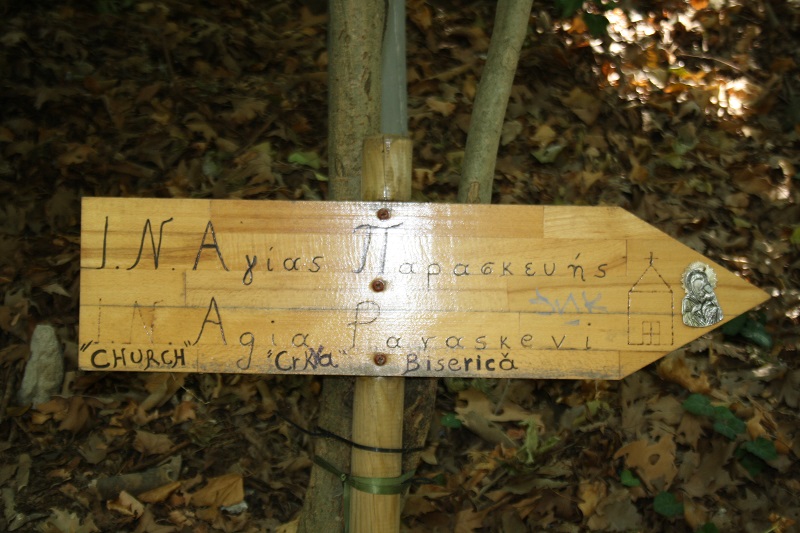 Ι.Ν. Αγίας Παρασκευής
I.N. Agia Paraskevi
"CHURCH" "Crkva" Biserică